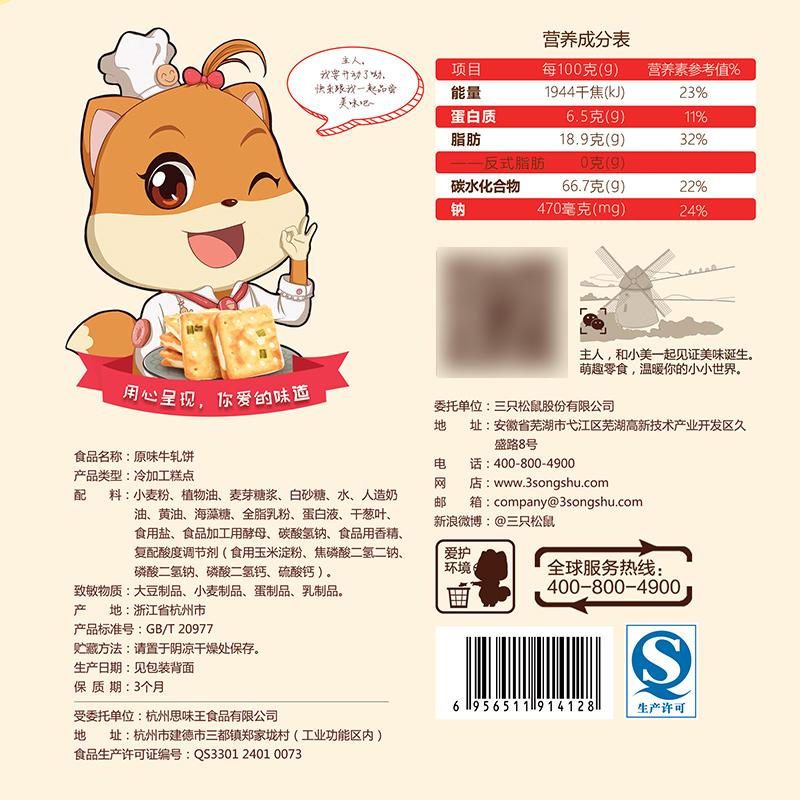 主人，
我要开动了呦，
快来跟我一起品尝
美味吧~
用心呈现，你爱的味道
营养成分表
项目 每100克(g) 营养素参考值%
能量 1944千焦(kJ) 23%
蛋白质 6.5克(g) 11%
脂肪 18.9克(g) 32%
——反式脂肪 0克(g)
碳水化合物 66.7克(g) 22%
钠 470毫克(mg) 24%
主人，和小美一起见证美味诞生。
萌趣零食，温暖你的小小世界。
食品名称：原味牛轧饼
产品类型：冷加工糕点
配 料：小麦粉、植物油、麦芽糖浆、白砂糖、水、人造奶
油、黄油、海藻糖、全脂乳粉、蛋白液、干葱叶、
食用盐、食品加工用酵母、碳酸氢钠、食品用香精、
复配酸度调节剂（食用玉米淀粉、焦磷酸二氢二钠、
磷酸二氢钠、磷酸二氢钙、硫酸钙）。
致敏物质：大豆制品、小麦制品、蛋制品、乳制品。
产 地：浙江省杭州市
产品标准号：GB/T 20977
贮藏方法：请置于阴凉干燥处保存。
生产日期：见包装背面
保 质 期：3个月
受委托单位：杭州思味王食品有限公司
地 址：杭州市建德市三都镇郑家垅村（工业功能区内）
食品生产许可证编号：QS3301 2401 0073
委托单位：三只松鼠股份有限公司
地 址：安徽省芜湖市弋江区芜湖高新技术产业开发区久
盛路8号
电 话：400-800-4900
网 店：www.3songshu.com
邮 箱：company@3songshu.com
新浪微博：@三只松鼠
爱护
环境
全球服务热线：
400-800-4900
6 956511 914128
QS
生产许可